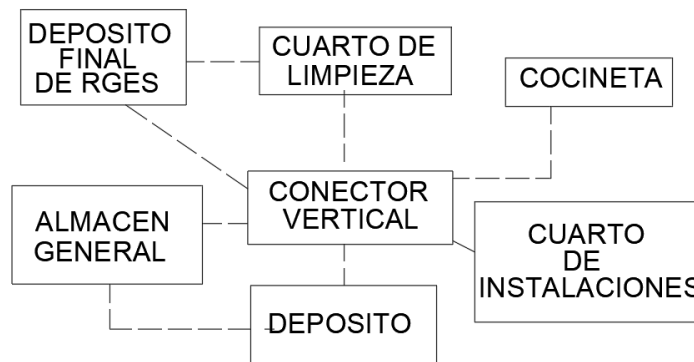 DEPOSITO
FINAL
DE RGES
CUARTO DE
LIMPIEZA
COCINETA
CONECTOR
VERTICAL
ALMACEN
GENERAL
CUARTO
DE
INSTALACIONES
DEPOSITO